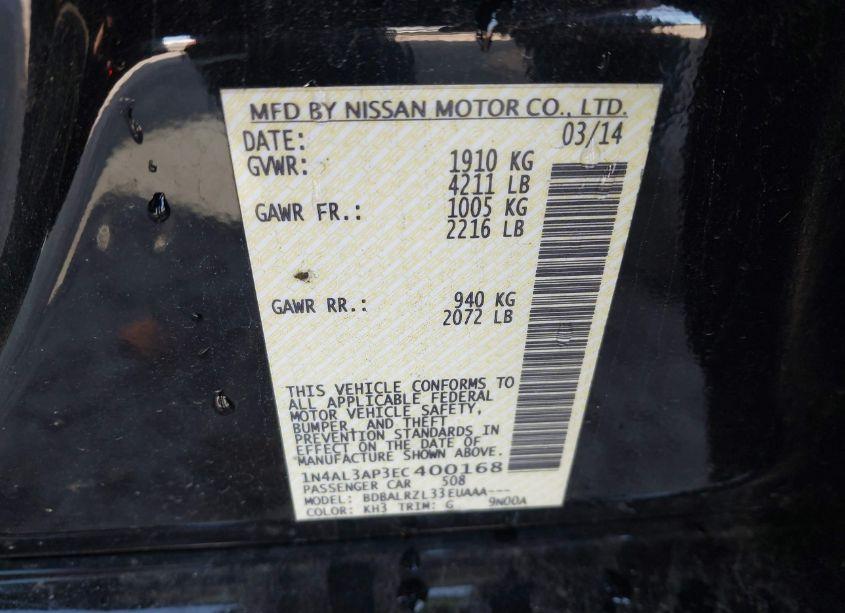 MFD BY NISSAN MOTOR CO., LTD.
DATE: 03/14
GVWR: 1910 KG
4211 LB
GAWR FR.: 1005 KG
2216 LB
GAWR RR.: 940 KG
2072 LB
THIS VEHICLE CONFORMS TO
ALL APPLICABLE FEDERAL
MOTOR VEHICLE SAFETY,
BUMPER, AND THEFT
PREVENTION STANDARDS IN
EFFECT ON THE DATE OF
MANUFACTURE SHOWN ABOVE.
1N4AL3AP3EC400168
PASSENGER CAR 508
MODEL: BDBALRZL33EUAAA---
COLOR: KH3 TRIM: G 9N00A